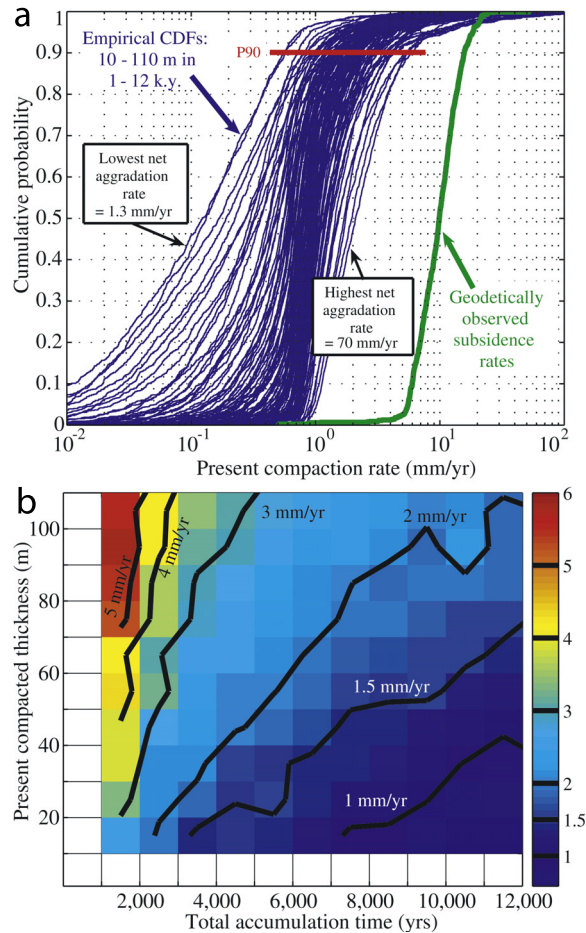 a
Empirical CDFs:
10 - 110 m in
1 - 12 k.y.
P90
Lowest net
aggradation
rate
= 1.3 mm/yr
Highest net
aggradation
rate
= 70 mm/yr
Geodetically
observed
subsidence
rates
Cumulative probability
1
0.9
0.8
0.7
0.6
0.5
0.4
0.3
0.2
0.1
0
10^-2 10^-1 10^0 10^1 10^2
Present compaction rate (mm/yr)
b
5 mm/yr
4 mm/yr
3 mm/yr
2 mm/yr
1.5 mm/yr
1 mm/yr
Present compacted thickness (m)
100
80
60
40
20
2,000 4,000 6,000 8,000 10,000 12,000
Total accumulation time (yrs)
6
5
4
3
2
1.5
1